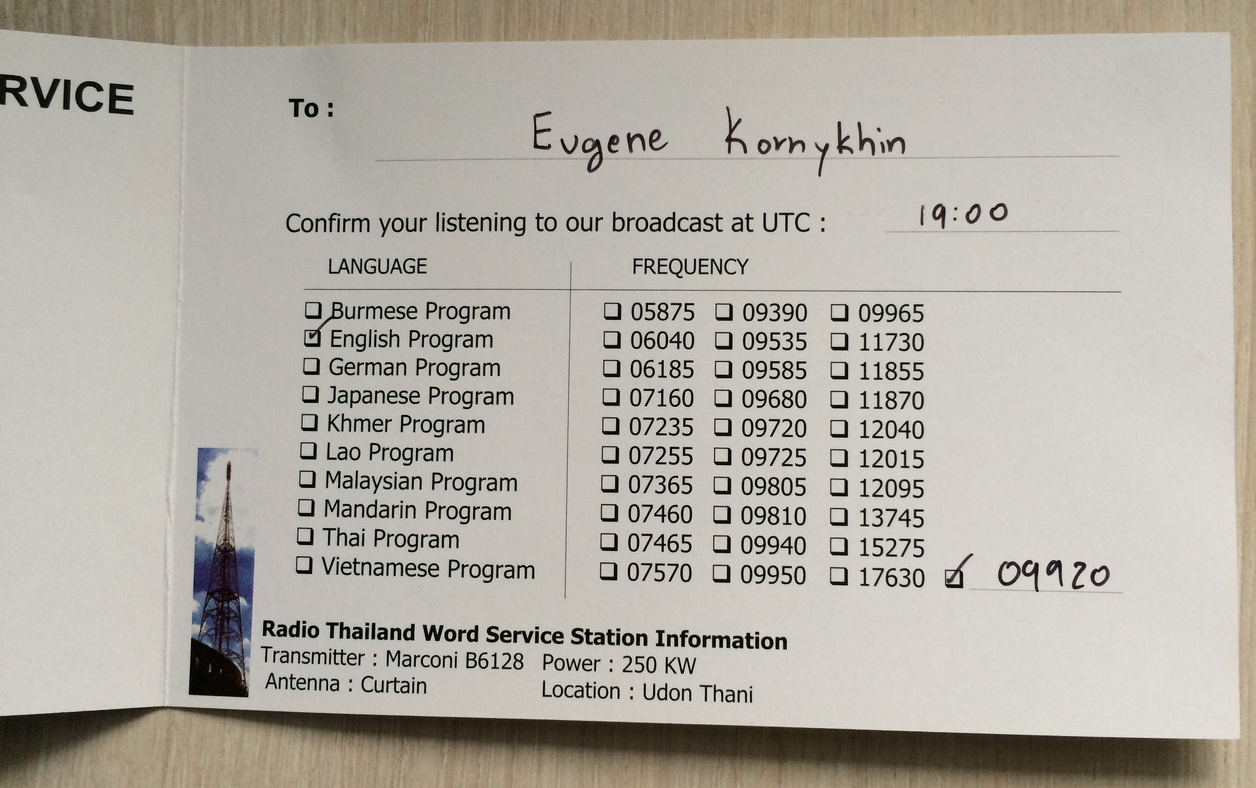 RVICE
To :
Eugene Kornykhin
Confirm your listening to our broadcast at UTC : 19:00
LANGUAGE FREQUENCY
❑ Burmese Program ❑ 05875 ❑ 09390 ❑ 09965
☑ English Program ❑ 06040 ❑ 09535 ❑ 11730
❑ German Program ❑ 06185 ❑ 09585 ❑ 11855
❑ Japanese Program ❑ 07160 ❑ 09680 ❑ 11870
❑ Khmer Program ❑ 07235 ❑ 09720 ❑ 12040
❑ Lao Program ❑ 07255 ❑ 09725 ❑ 12015
❑ Malaysian Program ❑ 07365 ❑ 09805 ❑ 12095
❑ Mandarin Program ❑ 07460 ❑ 09810 ❑ 13745
❑ Thai Program ❑ 07465 ❑ 09940 ❑ 15275
❑ Vietnamese Program ❑ 07570 ❑ 09950 ❑ 17630 ☑ 09920
Radio Thailand Word Service Station Information
Transmitter : Marconi B6128 Power : 250 KW
Antenna : Curtain Location : Udon Thani